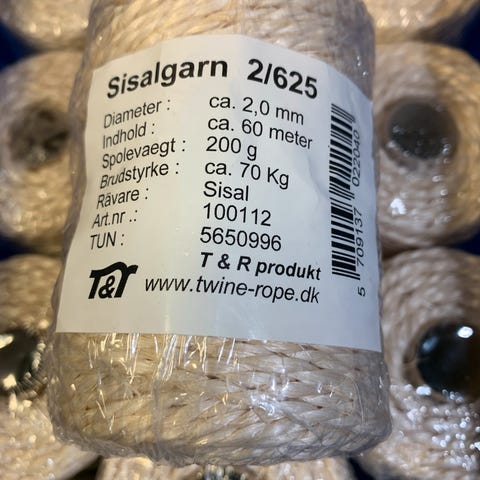 Sisalgarn 2/625
Diameter : ca. 2,0 mm
Indhold : ca. 60 meter
Spolevaegt : 200 g
Brudstyrke : ca. 70 Kg
Råvare : Sisal
Art.nr .: 100112
TUN : 5650996
T & R produkt
T&T www.twine-rope.dk
5 709137 022040